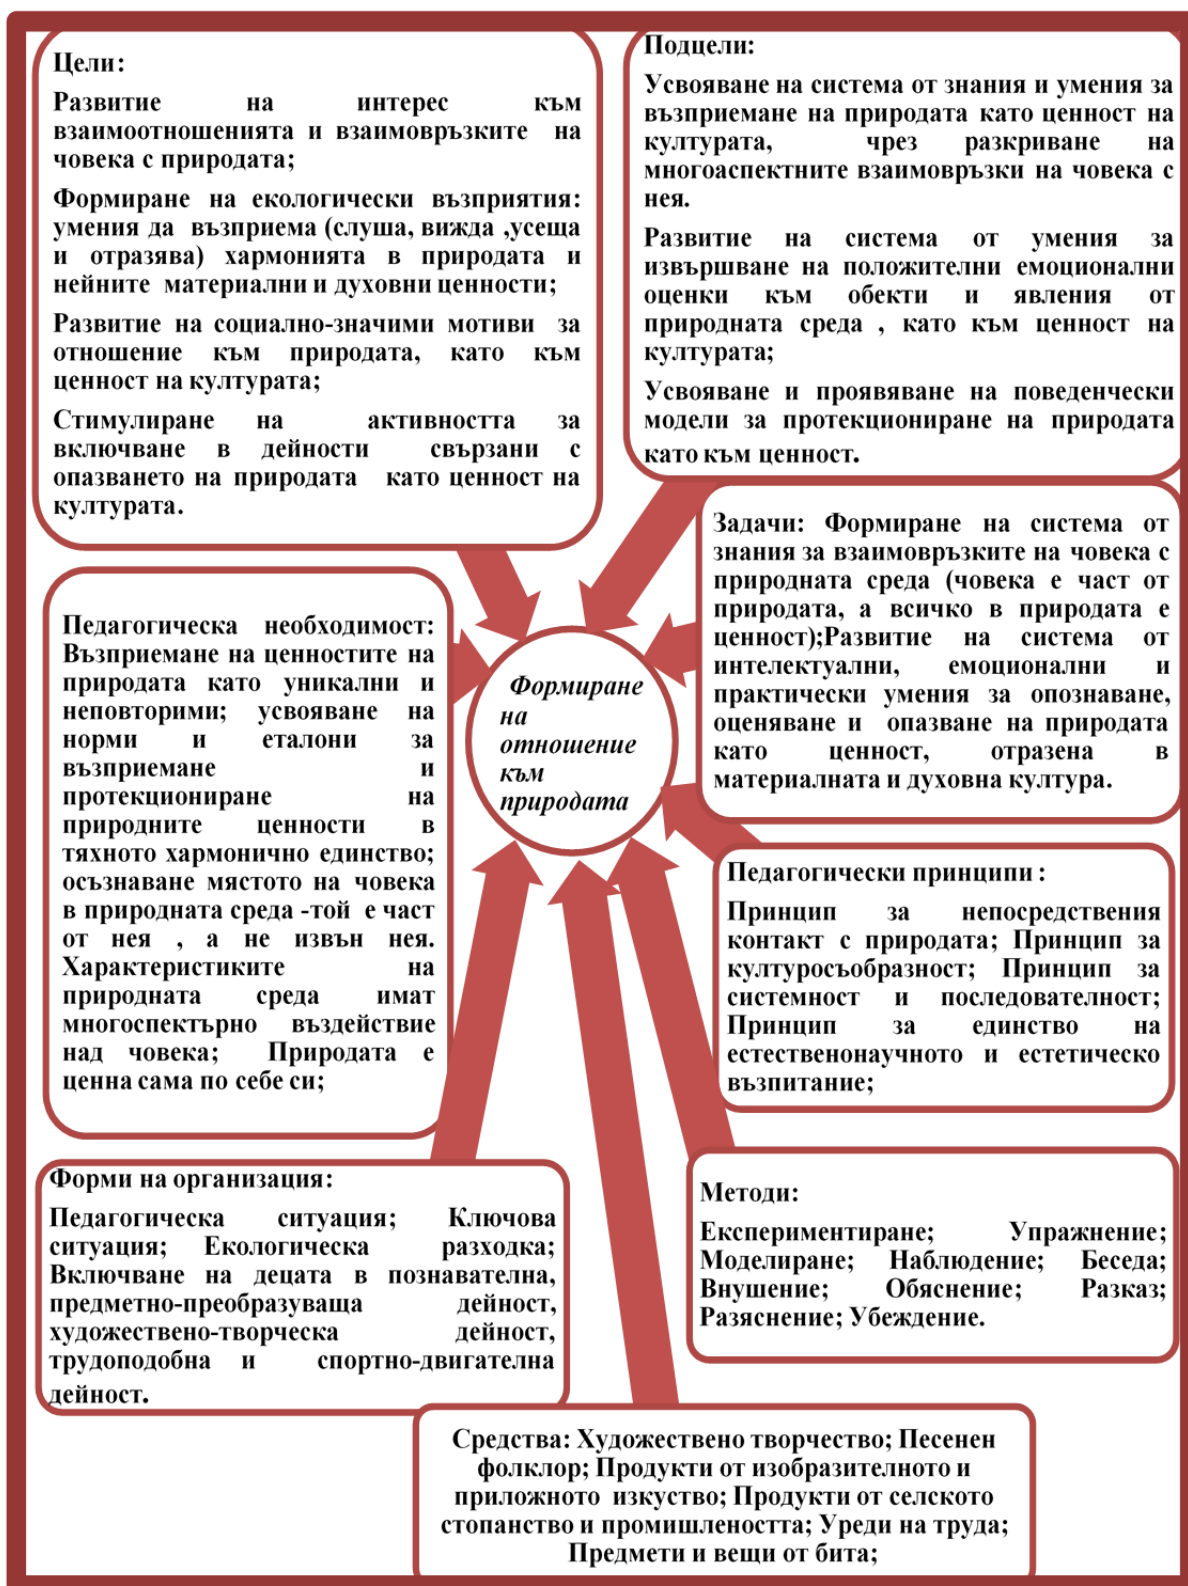 Цели:
Развитие на интерес към
взаимоотношенията и взаимовръзките на
човека с природата;
Формиране на екологически възприятия:
умения да възприема (слуша, вижда ,усеща
и отразява) хармонията в природата и
нейните материални и духовни ценности;
Развитие на социално-значими мотиви за
отношение към природата, като към
ценност на културата;
Стимулиране на активността за
включване в дейности свързани с
опазването на природата като ценност на
културата.
Подцели:
Усвояване на система от знания и умения за
възприемане на природата като ценност на
културата, чрез разкриване на
многоаспектните взаимовръзки на човека с
нея.
Развитие на система от умения за
извършване на положителни емоционални
оценки към обекти и явления от
природната среда , като към ценност на
културата;
Усвояване и проявяване на поведенчески
модели за протекциониране на природата
като към ценност.
Задачи: Формиране на система от
знания за взаимовръзките на човека с
природната среда (човека е част от
природата, а всичко в природата е
ценност);Развитие на система от
интелектуални, емоционални и
практически умения за опознаване,
оценяване и опазване на природата
като ценност, отразена в
материалната и духовна култура.
Педагогическа необходимост:
Възприемане на ценностите на
природата като уникални и
неповторими; усвояване на
норми и еталони за
възприемане и
протекциониране на
природните ценности в
тяхното хармонично единство;
осъзнаване мястото на човека
в природната среда -той е част
от нея , а не извън нея.
Характеристиките на
природната среда имат
многоспектърно въздействие
над човека; Природата е
ценна сама по себе си;
Формиране
на
отношение
към
природата
Педагогически принципи :
Принцип за непосредствения
контакт с природата; Принцип за
културосъобразност; Принцип за
системност и последователност;
Принцип за единство на
естественонаучното и естетическо
възпитание;
Форми на организация:
Педагогическа ситуация; Ключова
ситуация; Екологическа разходка;
Включване на децата в познавателна,
предметно-преобразуваща дейност,
художествено-творческа дейност,
трудоподобна и спортно-двигателна
дейност.
Методи:
Експериментиране; Упражнение;
Моделиране; Наблюдение; Беседа;
Внушение; Обяснение; Разказ;
Разяснение; Убеждение.
Средства: Художествено творчество; Песенен
фолклор; Продукти от изобразителното и
приложното изкуство; Продукти от селското
стопанство и промишлеността; Уреди на труда;
Предмети и вещи от бита;